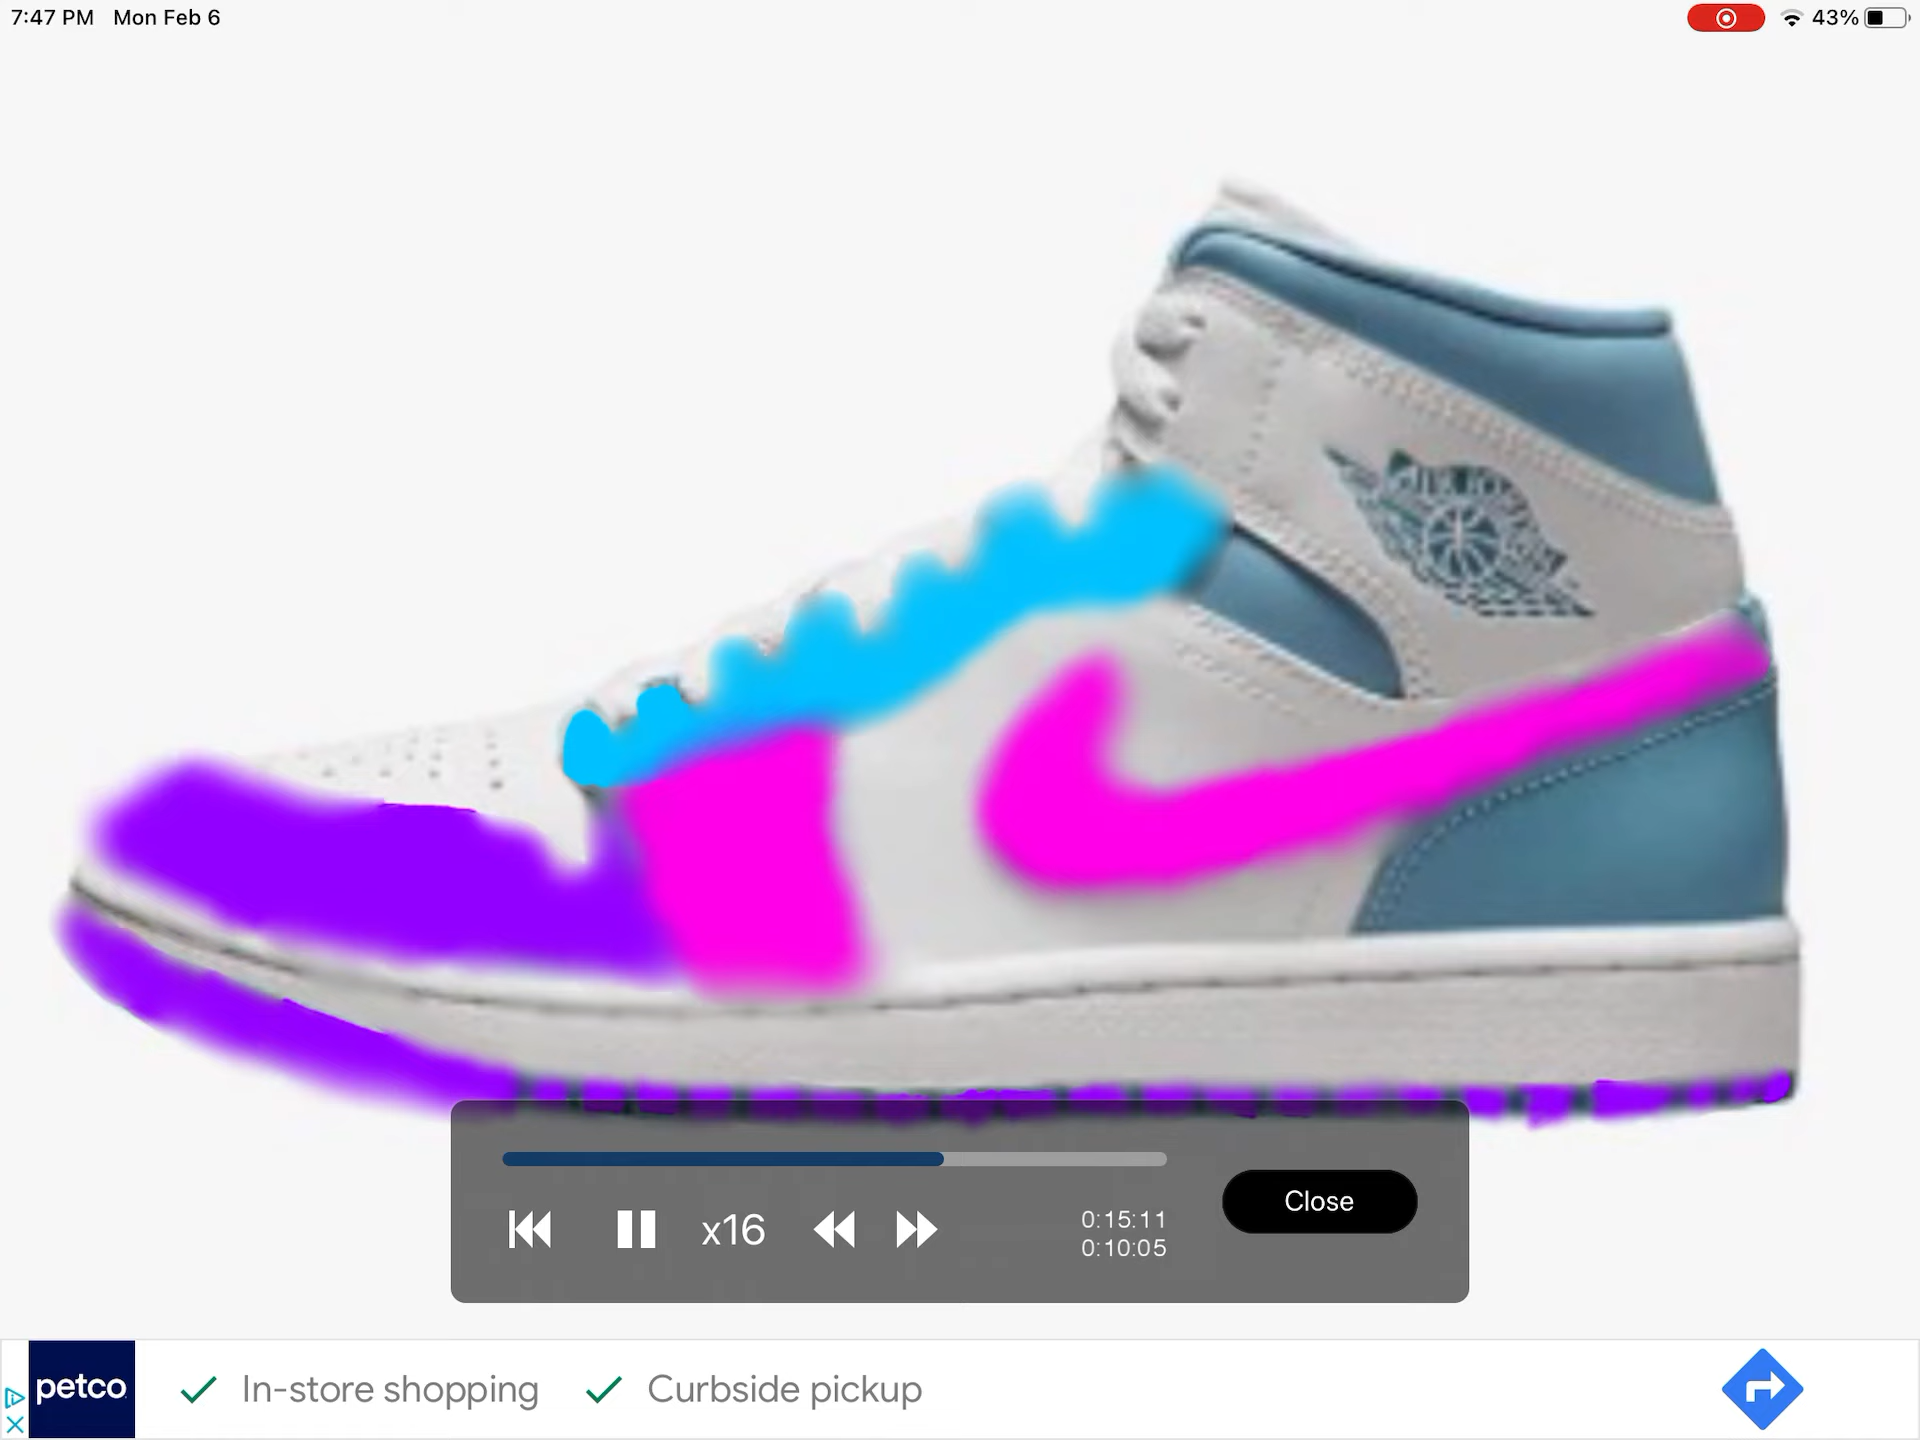 7:47 PM Mon Feb 6
43%
x16
0:15:11
0:10:05
Close
petco
In-store shopping
Curbside pickup